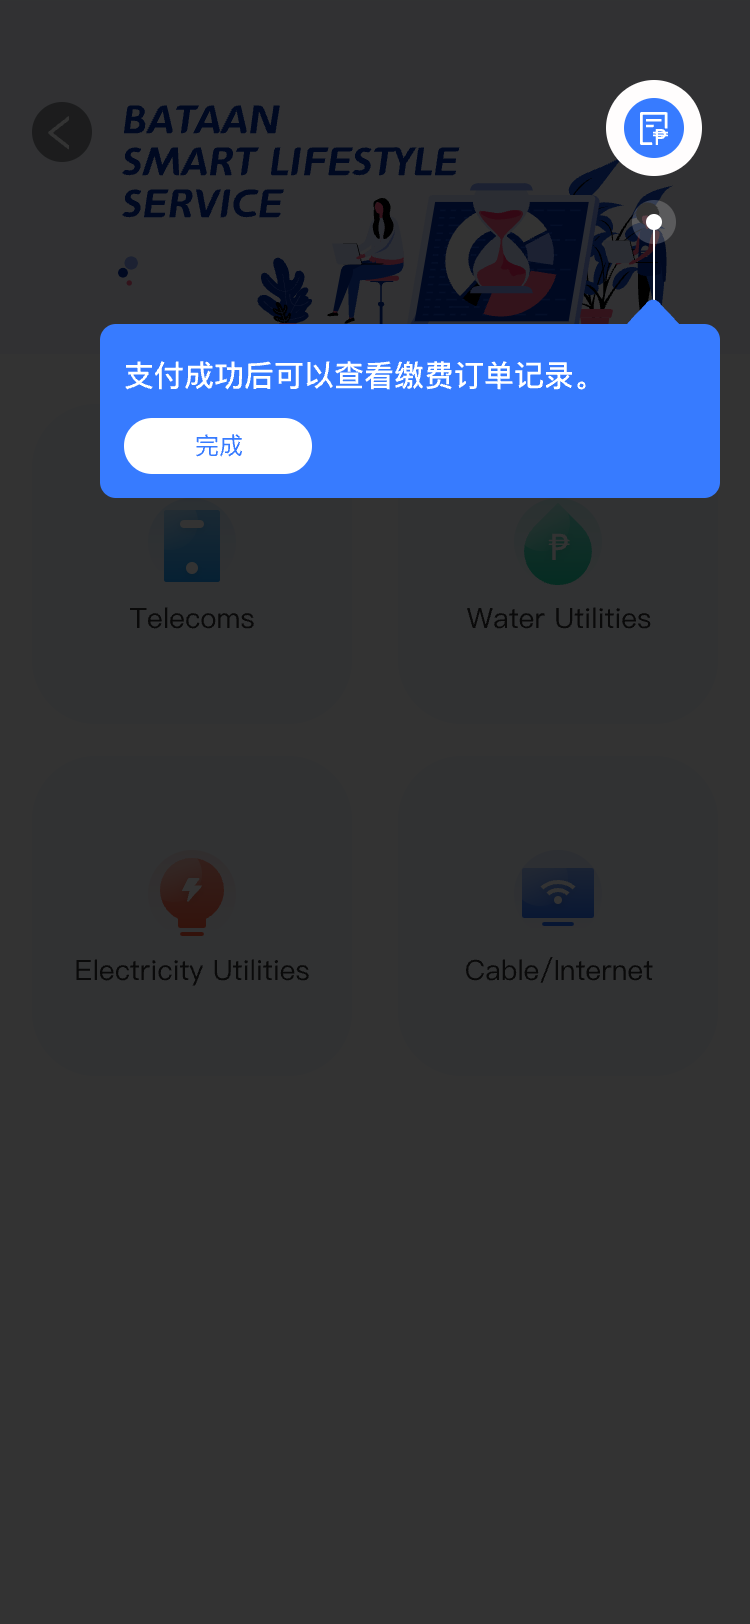 BATAAN
SMART LIFESTYLE
SERVICE
支付成功后可以查看缴费订单记录。
完成
Telecoms
Water Utilities
Electricity Utilities
Cable/Internet